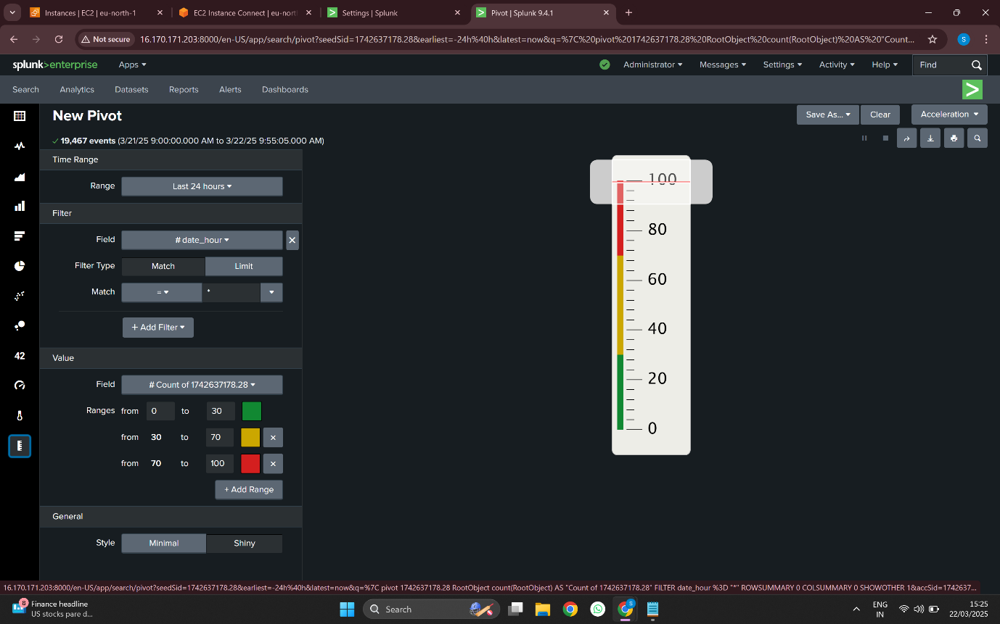 Instances | EC2 | eu-north-1
EC2 Instance Connect | eu-nort
Settings | Splunk
Pivot | Splunk 9.4.1
Not secure
16.170.171.203:8000/en-US/app/search/pivot?seedSid=1742637178.28&earliest=-24h%40h&latest=now&q=%7C%20pivot%201742637178.28%20RootObject%20count(RootObject)%20AS%20"Count...
S
splunk>enterprise
Apps
Administrator
Messages
Settings
Activity
Help
Find
Search
Analytics
Datasets
Reports
Alerts
Dashboards
>
New Pivot
Save As...
Clear
Acceleration
19,467 events (3/21/25 9:00:00.000 AM to 3/22/25 9:55:05.000 AM)
Time Range
Range
Last 24 hours
Filter
Field
# date_hour
Filter Type
Match
Limit
Match
=
*
+ Add Filter
Value
Field
# Count of 1742637178.28
Ranges
from 0 to 30
from 30 to 70
from 70 to 100
+ Add Range
General
Style
Minimal
Shiny
42
100
80
60
40
20
0
16.170.171.203:8000/en-US/app/search/pivot?seedSid=1742637178.28&earliest=-24h%40h&latest=now&q=%7C pivot 1742637178.28 RootObject count(RootObject) AS "Count of 1742637178.28" FILTER date_hour %3D "*" ROWSUMMARY 0 COLSUMMARY 0 SHOWOTHER 1&accSid=1742637...
8
Finance headline
US stocks pare d...
Search
S
ENG
IN
15:25
22/03/2025